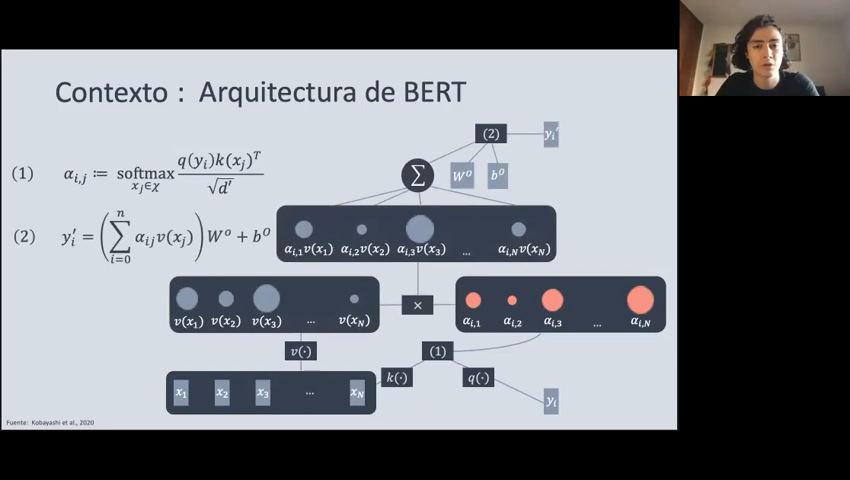 Contexto : Arquitectura de BERT
(1) α_{i,j} ≔ softmax_{x_j∈χ} q(y_i)k(x_j)^T / √d'
(2) y_i' = (∑_{i=0}^{n} α_{ij} v(x_j)) W^o + b^O
(2) y_i'
∑ W^o b^o
α_{i,1}v(x_1) α_{i,2}v(x_2) α_{i,3}v(x_3) ... α_{i,N}v(x_N)
v(x_1) v(x_2) v(x_3) ... v(x_N)
×
α_{i,1} α_{i,2} α_{i,3} ... α_{i,N}
v(·) (1)
k(·) q(·)
x_1 x_2 x_3 ... x_N
y_i
Fuente: Kobayashi et al., 2020